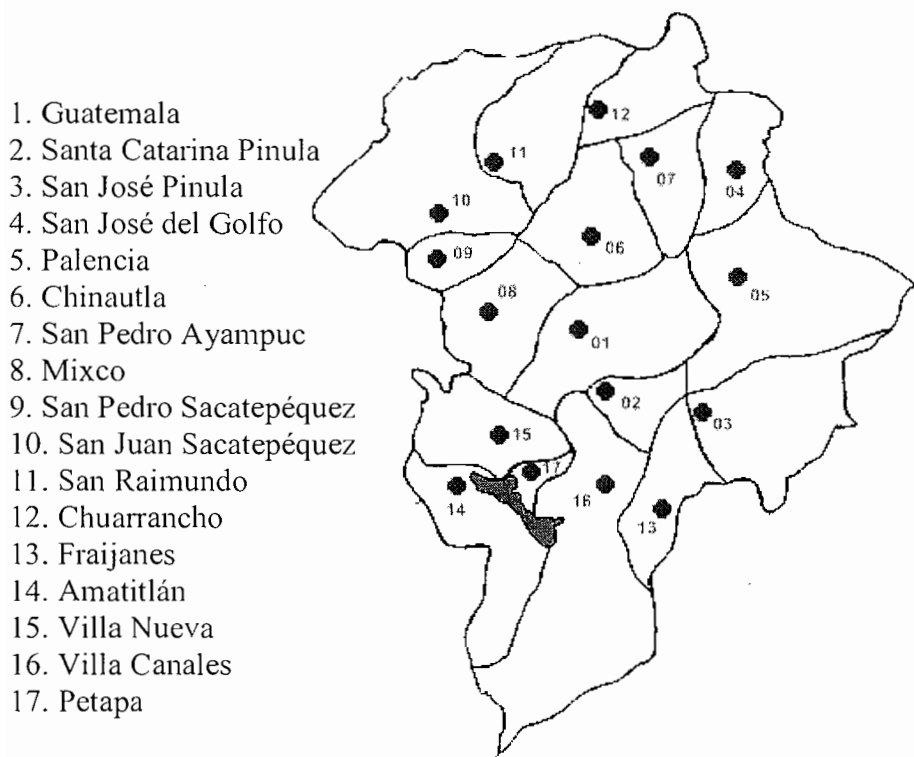 1. Guatemala
2. Santa Catarina Pinula
3. San José Pinula
4. San José del Golfo
5. Palencia
6. Chinautla
7. San Pedro Ayampuc
8. Mixco
9. San Pedro Sacatepéquez
10. San Juan Sacatepéquez
11. San Raimundo
12. Chuarrancho
13. Fraijanes
14. Amatitlán
15. Villa Nueva
16. Villa Canales
17. Petapa
12
11
07
04
10
06
09
05
08
01
02
03
15
17
14
16
13